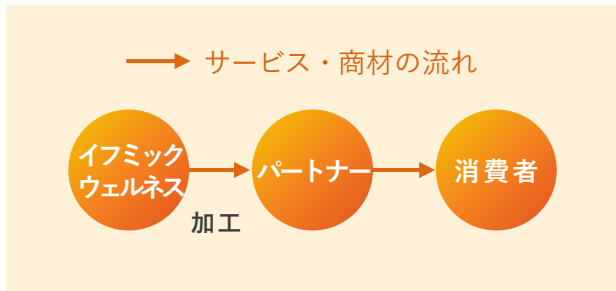 サービス・商材の流れ
イフミック
ウェルネス
パートナー
消費者
加工